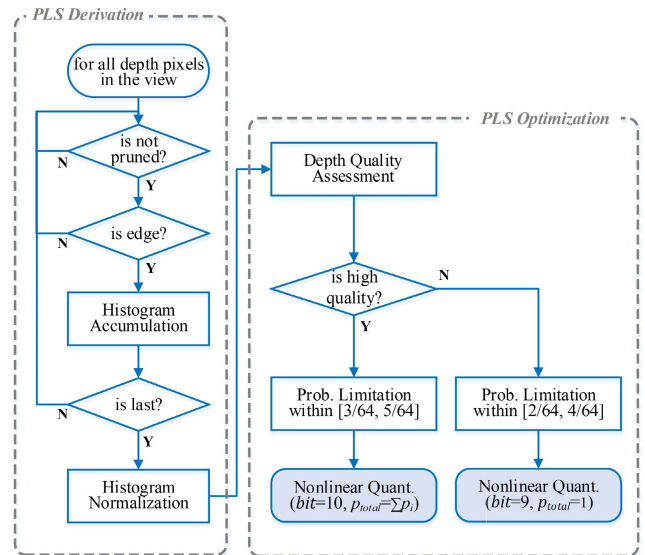 PLS Derivation
for all depth pixels
in the view
is not
pruned?
N
Y
is edge?
N
Y
Histogram
Accumulation
is last?
N
Y
Histogram
Normalization
PLS Optimization
Depth Quality
Assessment
is high
quality?
N
Y
Prob. Limitation
within [3/64, 5/64]
Prob. Limitation
within [2/64, 4/64]
Nonlinear Quant.
(bit=10, ptotal=∑pi)
Nonlinear Quant.
(bit=9, ptotal=1)